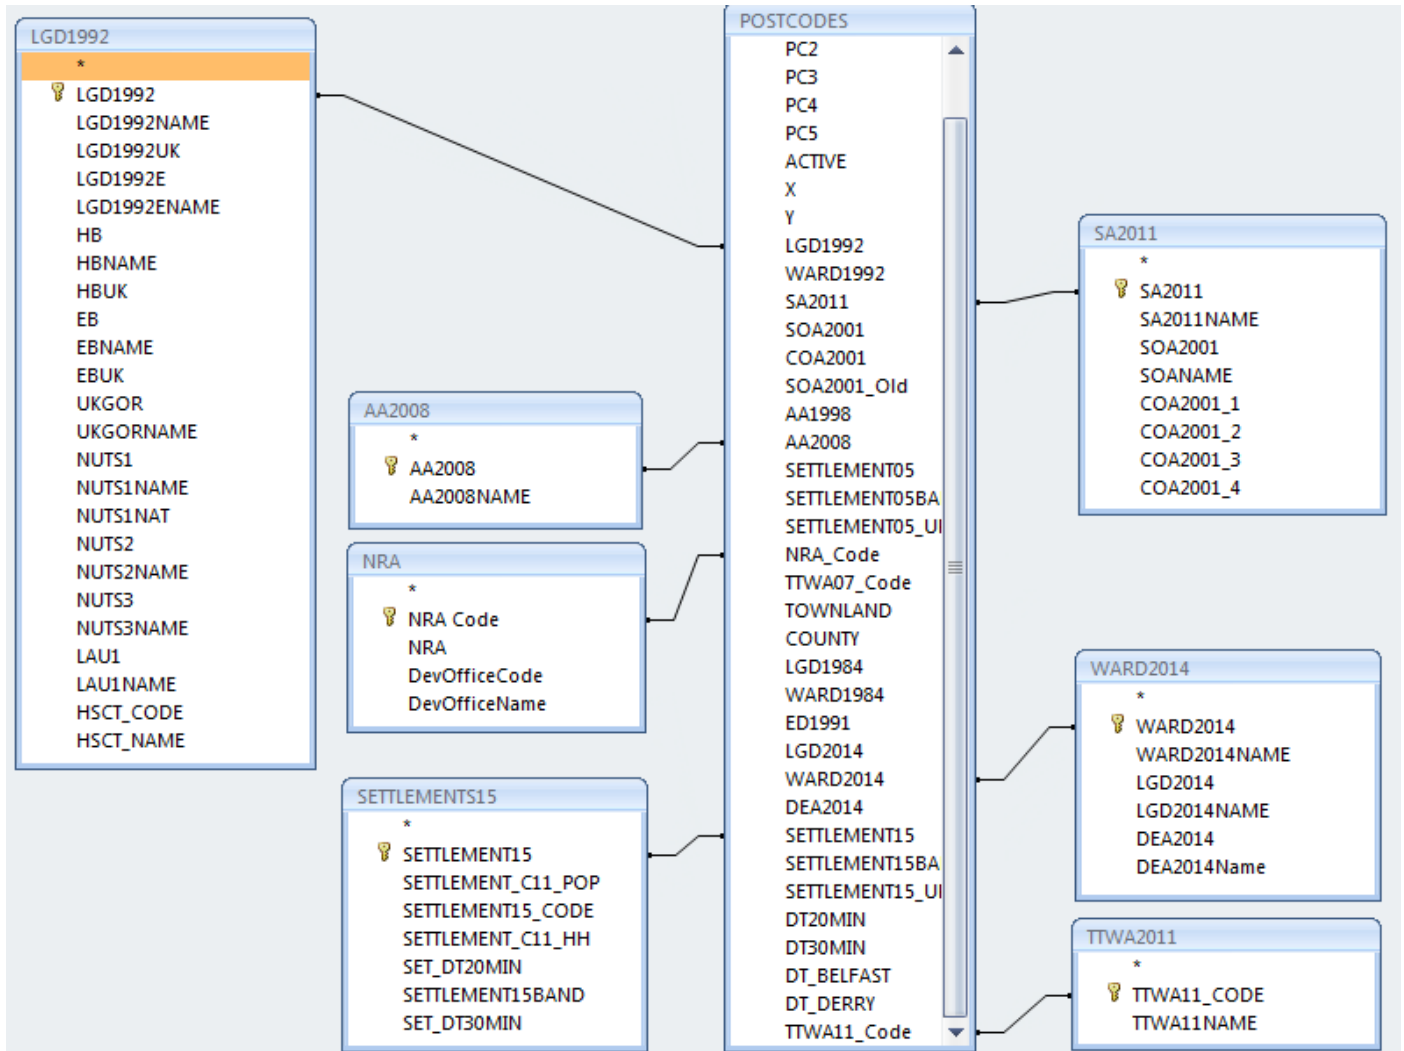 LGD1992
*
LGD1992
LGD1992NAME
LGD1992UK
LGD1992E
LGD1992ENAME
HB
HBNAME
HBUK
EB
EBNAME
EBUK
UKGOR
UKGORNAME
NUTS1
NUTS1NAME
NUTS1NAT
NUTS2
NUTS2NAME
NUTS3
NUTS3NAME
LAU1
LAU1NAME
HSCT_CODE
HSCT_NAME
AA2008
*
AA2008
AA2008NAME
NRA
*
NRA Code
NRA
DevOfficeCode
DevOfficeName
SETTLEMENTS15
*
SETTLEMENT15
SETTLEMENT_C11_POP
SETTLEMENT15_CODE
SETTLEMENT_C11_HH
SET_DT20MIN
SETTLEMENT15BAND
SET_DT30MIN
POSTCODES
PC2
PC3
PC4
PC5
ACTIVE
X
Y
LGD1992
WARD1992
SA2011
SOA2001
COA2001
SOA2001_Old
AA1998
AA2008
SETTLEMENT05
SETTLEMENT05BA
SETTLEMENT05_UI
NRA_Code
TTWA07_Code
TOWNLAND
COUNTY
LGD1984
WARD1984
ED1991
LGD2014
WARD2014
DEA2014
SETTLEMENT15
SETTLEMENT15BA
SETTLEMENT15_UI
DT20MIN
DT30MIN
DT_BELFAST
DT_DERRY
TTWA11_Code
SA2011
*
SA2011
SA2011NAME
SOA2001
SOANAME
COA2001_1
COA2001_2
COA2001_3
COA2001_4
WARD2014
*
WARD2014
WARD2014NAME
LGD2014
LGD2014NAME
DEA2014
DEA2014Name
TTWA2011
*
TTWA11_CODE
TTWA11NAME